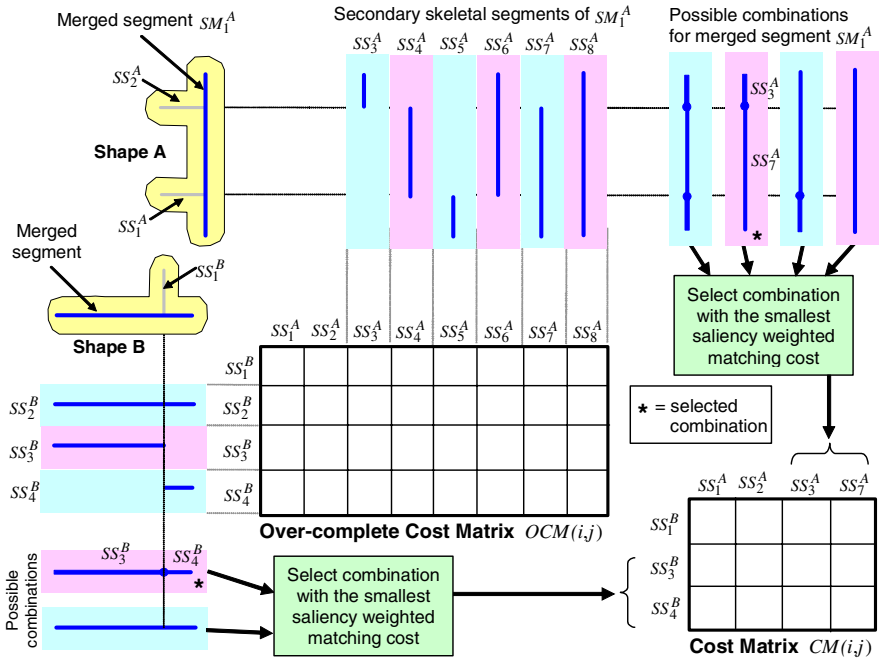 Merged segment SM₁ᴬ
Secondary skeletal segments of SM₁ᴬ
Possible combinations
for merged segment SM₁ᴬ
SS₃ᴬ SS₄ᴬ SS₅ᴬ SS₆ᴬ SS₇ᴬ SS₈ᴬ
SS₂ᴬ
SS₃ᴬ
Shape A
SS₇ᴬ
SS₁ᴬ
*
Merged
segment
SS₁ᴮ
Shape B
Select combination
with the smallest
saliency weighted
matching cost
SS₁ᴬ SS₂ᴬ SS₃ᴬ SS₄ᴬ SS₅ᴬ SS₆ᴬ SS₇ᴬ SS₈ᴬ
SS₁ᴮ
SS₂ᴮ SS₂ᴮ
SS₃ᴮ SS₃ᴮ
SS₄ᴮ SS₄ᴮ
* = selected
combination
Over-complete Cost Matrix OCM(i,j)
SS₁ᴬ SS₂ᴬ SS₃ᴬ SS₇ᴬ
SS₁ᴮ
SS₃ᴮ
SS₄ᴮ
Cost Matrix CM(i,j)
Possible
combinations
SS₃ᴮ SS₄ᴮ
*
Select combination
with the smallest
saliency weighted
matching cost